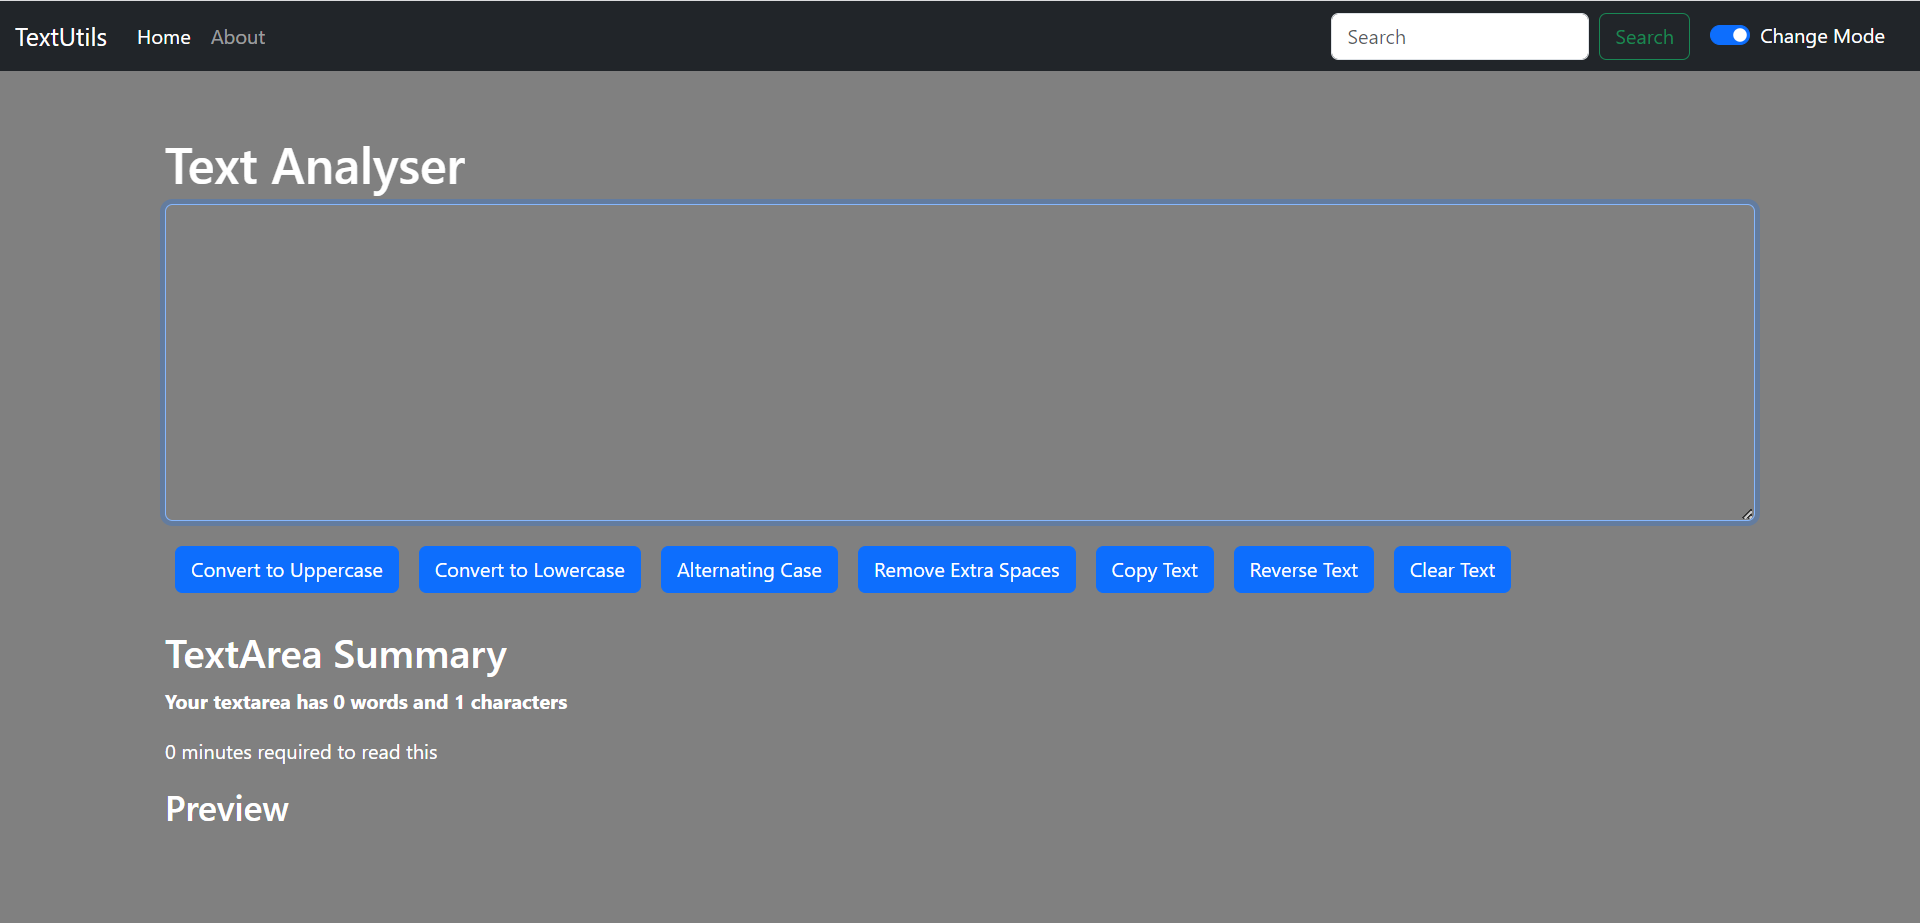 TextUtils Home About Search Search Change Mode
Text Analyser
Convert to Uppercase Convert to Lowercase Alternating Case Remove Extra Spaces Copy Text Reverse Text Clear Text
TextArea Summary
Your textarea has 0 words and 1 characters
0 minutes required to read this
Preview